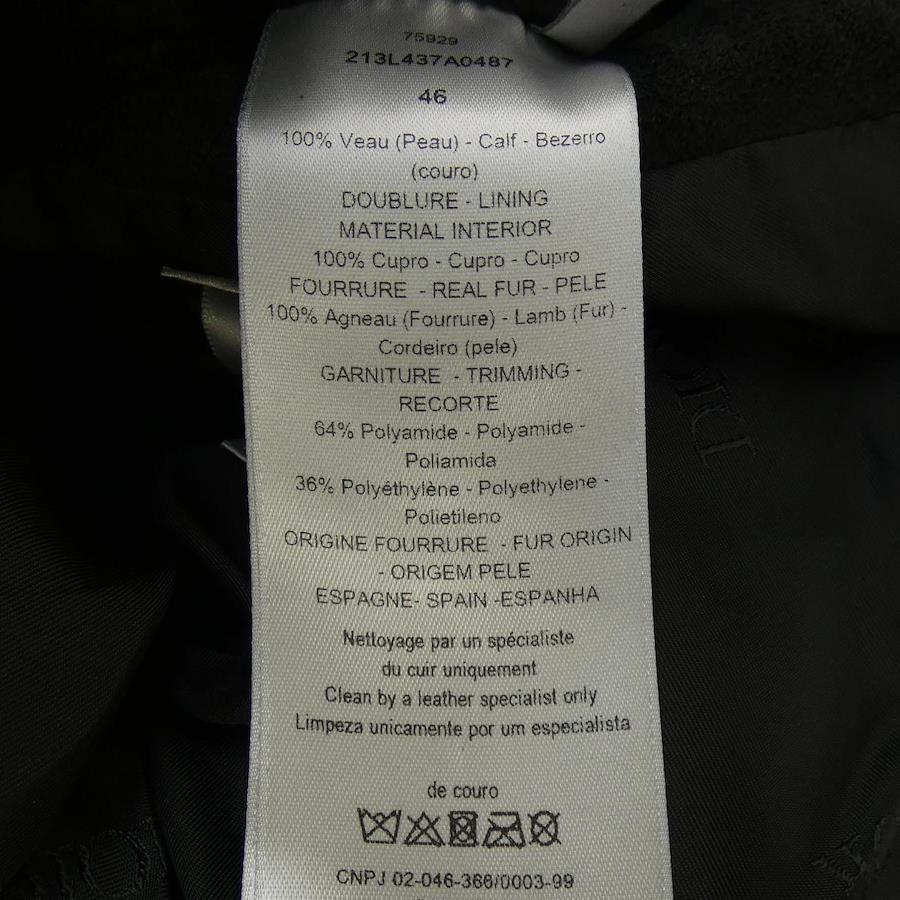 75929
213L437A0487
46
100% Veau (Peau) - Calf - Bezerro
(couro)
DOUBLURE - LINING
MATERIAL INTERIOR
100% Cupro - Cupro - Cupro
FOURRURE - REAL FUR - PELE
100% Agneau (Fourrure) - Lamb (Fur) -
Cordeiro (pele)
GARNITURE - TRIMMING -
RECORTE
64% Polyamide - Polyamide -
Poliamida
36% Polyéthylène - Polyethylene -
Polietileno
ORIGINE FOURRURE - FUR ORIGIN
- ORIGEM PELE
ESPAGNE- SPAIN -ESPANHA
Nettoyage par un spécialiste
du cuir uniquement
Clean by a leather specialist only
Limpeza unicamente por um especialista
de couro
CNPJ 02-046-366/0003-99